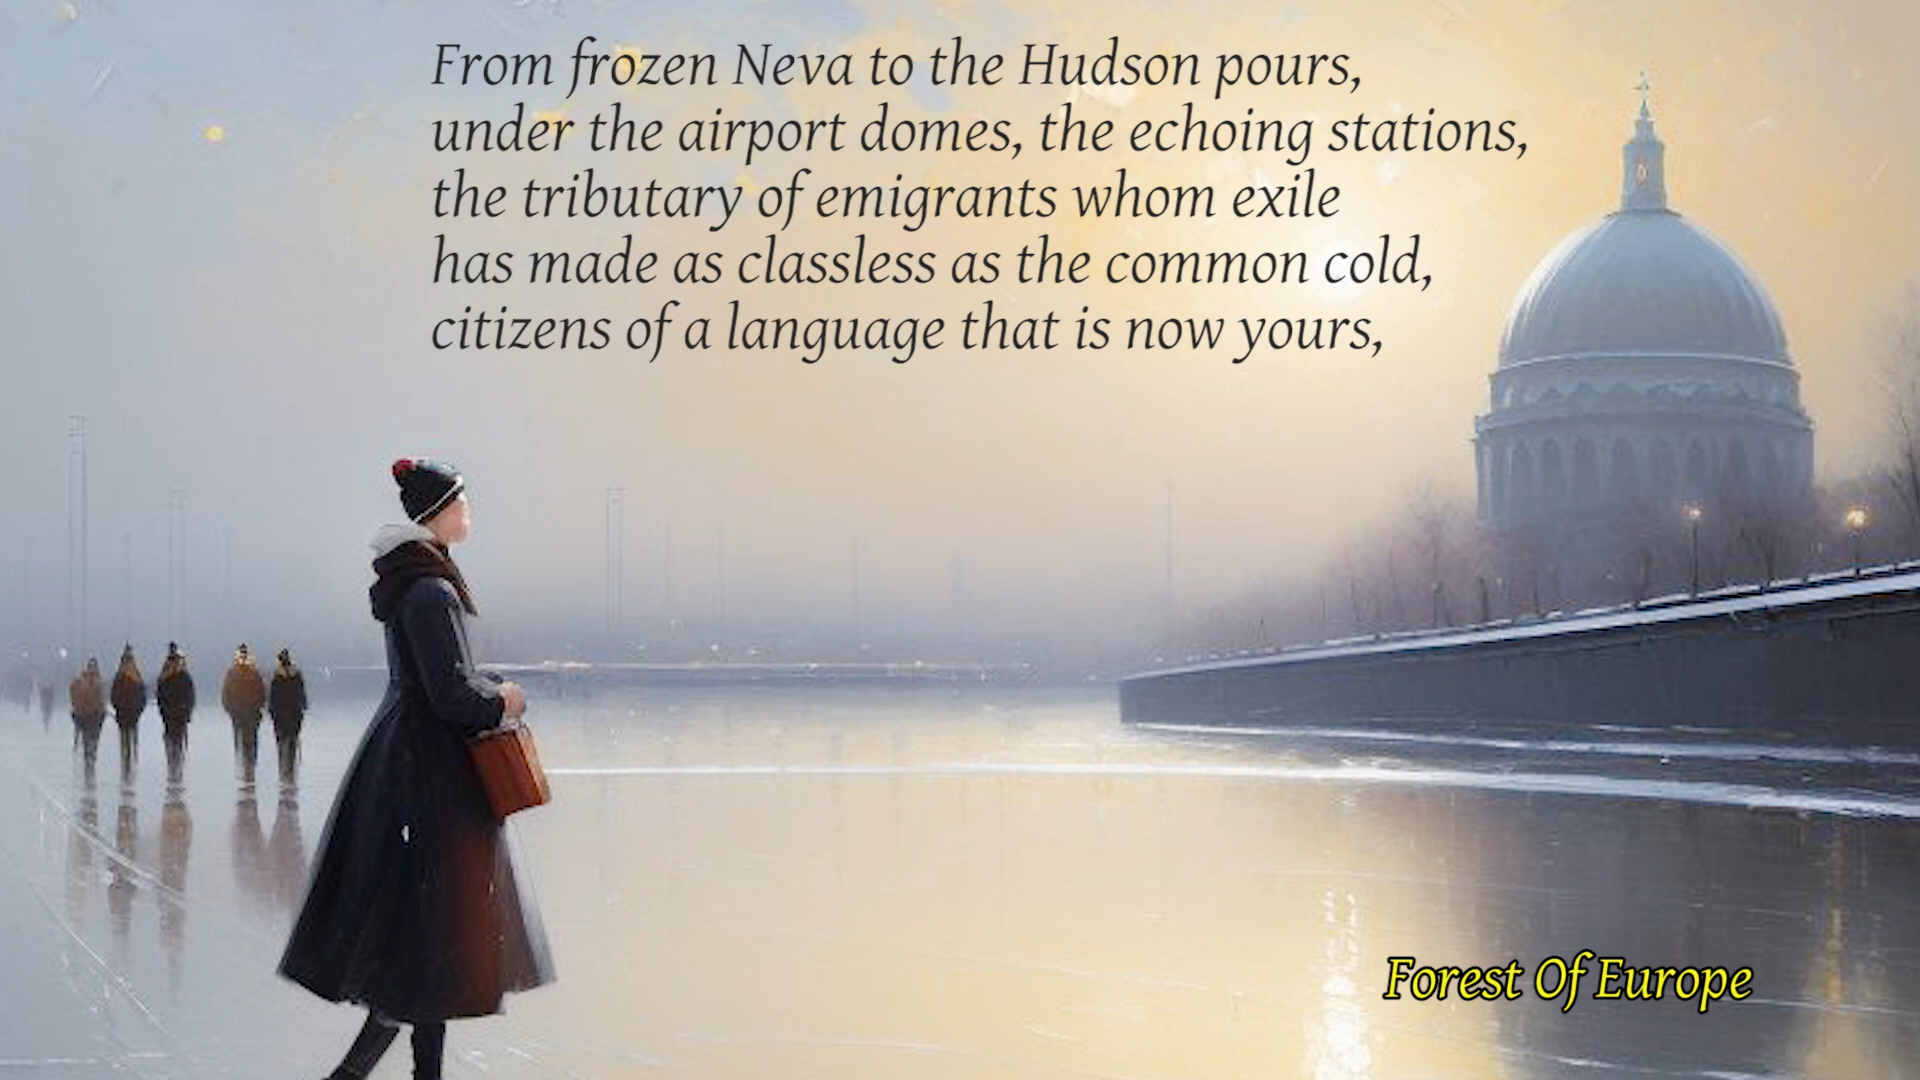 From frozen Neva to the Hudson pours,
under the airport domes, the echoing stations,
the tributary of emigrants whom exile
has made as classless as the common cold,
citizens of a language that is now yours,
Forest Of Europe